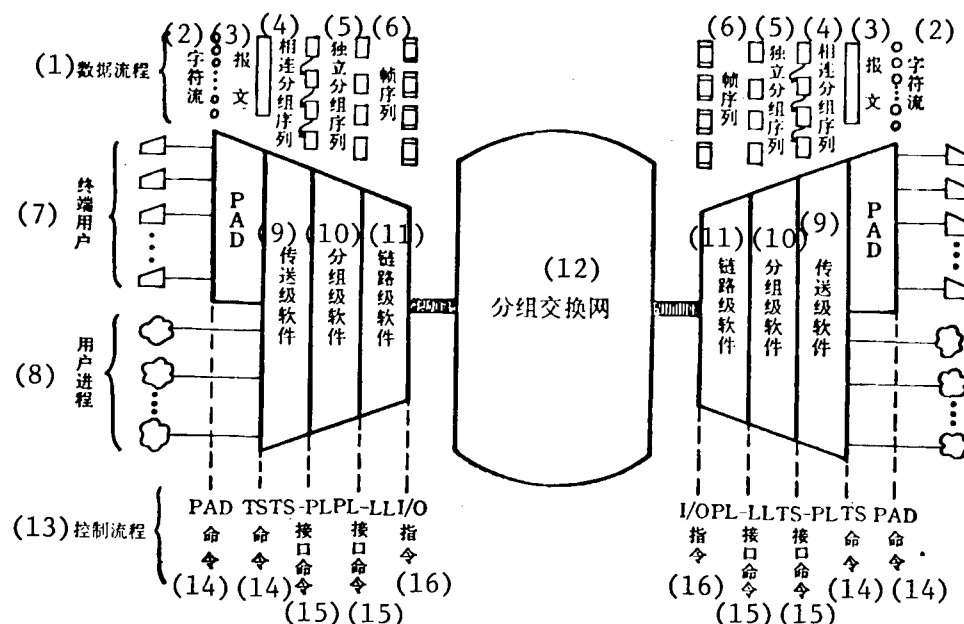 (2) (3) (4) (5) (6)
(6) (5) (4) (3) (2)
(1) 数据流程
字符流
报文
相连分组序列
独立分组序列
帧序列
帧序列
独立分组序列
相连分组序列
报文
字符流
(7) 终端用户
PAD
(9) 传送级软件
(10) 分组级软件
(11) 链路级软件
(12)
分组交换网
(11) 链路级软件
(10) 分组级软件
(9) 传送级软件
PAD
(8) 用户进程
(13) 控制流程
PAD 命令 (14)
TS 命令 (14)
TS-PL 接口命令 (15)
PL-LL 接口命令 (15)
I/O 指令 (16)
I/O 指令 (16)
PL-LL 接口命令 (15)
TS-PL 接口命令 (15)
TS 命令 (14)
PAD 命令 (14)